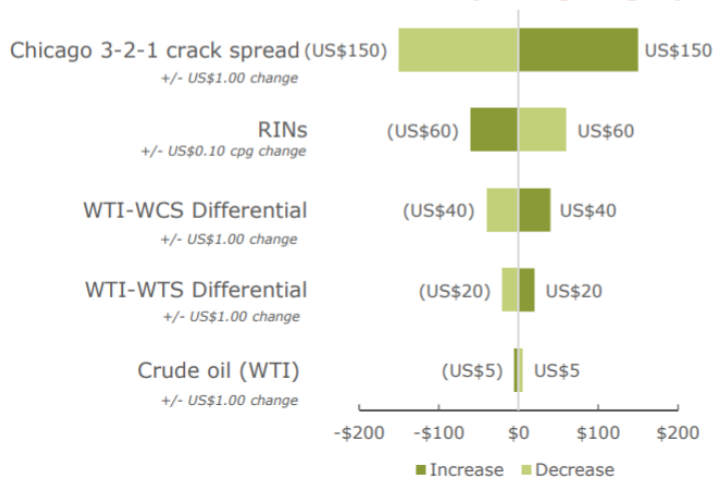 Chicago 3-2-1 crack spread (US$150) US$150
+/- US$1.00 change
RINs (US$60) US$60
+/- US$0.10 cpg change
WTI-WCS Differential (US$40) US$40
+/- US$1.00 change
WTI-WTS Differential (US$20) US$20
+/- US$1.00 change
Crude oil (WTI) (US$5) US$5
+/- US$1.00 change
-$200 -$100 $0 $100 $200
Increase Decrease